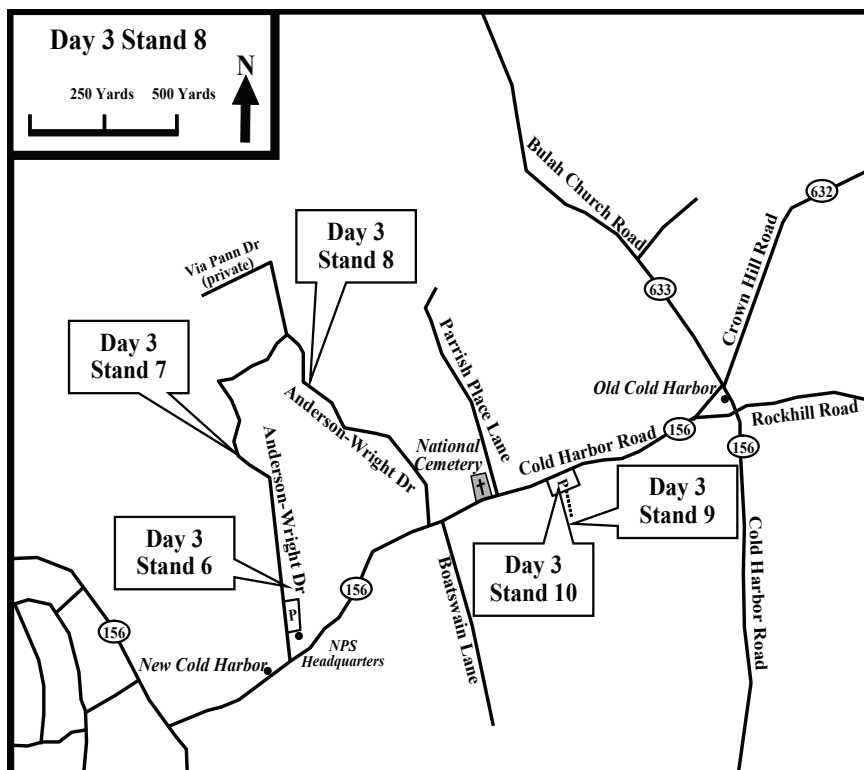 Day 3 Stand 8
250 Yards
500 Yards
N
632
Bulah Church Road
Crown Hill Road
Via Pann Dr
(private)
Day 3
Stand 8
633
Day 3
Stand 7
Parrish Place Lane
Old Cold Harbor
Anderson-Wright Dr
Rockhill Road
156
Cold Harbor Road
National
Cemetery
156
P
Day 3
Stand 9
Anderson-Wright Dr
Day 3
Stand 6
Day 3
Stand 10
Cold Harbor Road
Boatswain Lane
156
P
156
NPS
Headquarters
New Cold Harbor